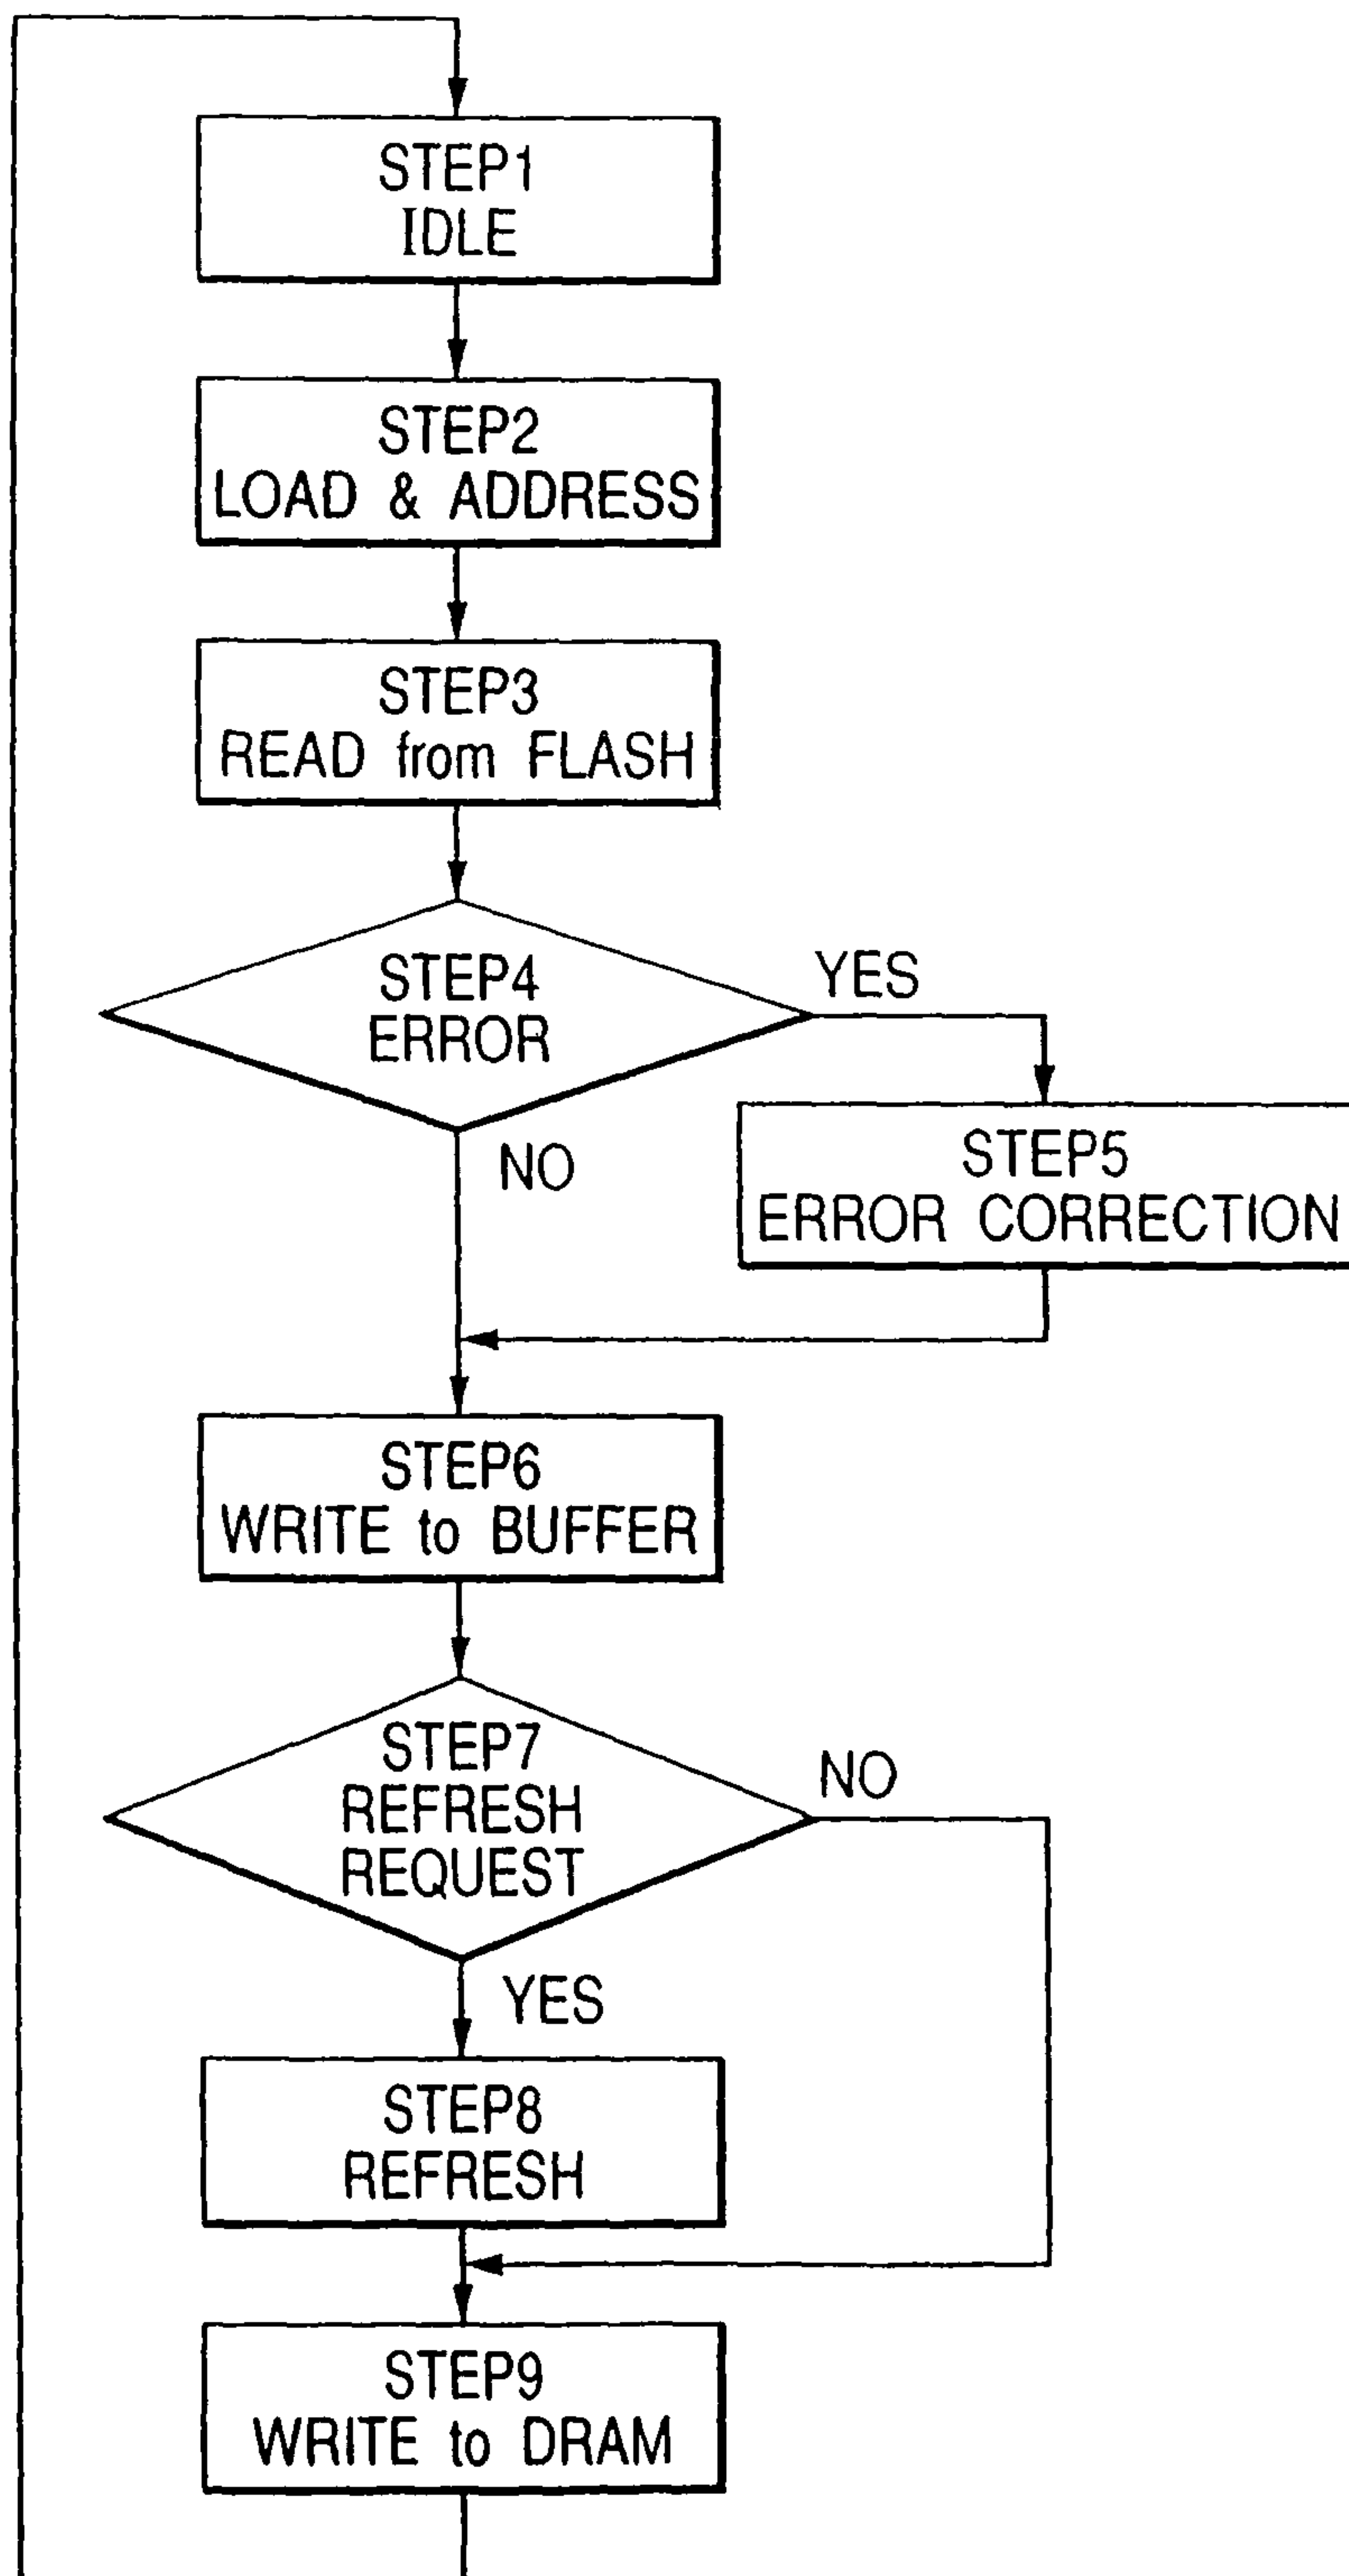 STEP1
IDLE
STEP2
LOAD & ADDRESS
STEP3
READ from FLASH
STEP4
ERROR
YES
NO
STEP5
ERROR CORRECTION
STEP6
WRITE to BUFFER
STEP7
REFRESH
REQUEST
NO
YES
STEP8
REFRESH
STEP9
WRITE to DRAM